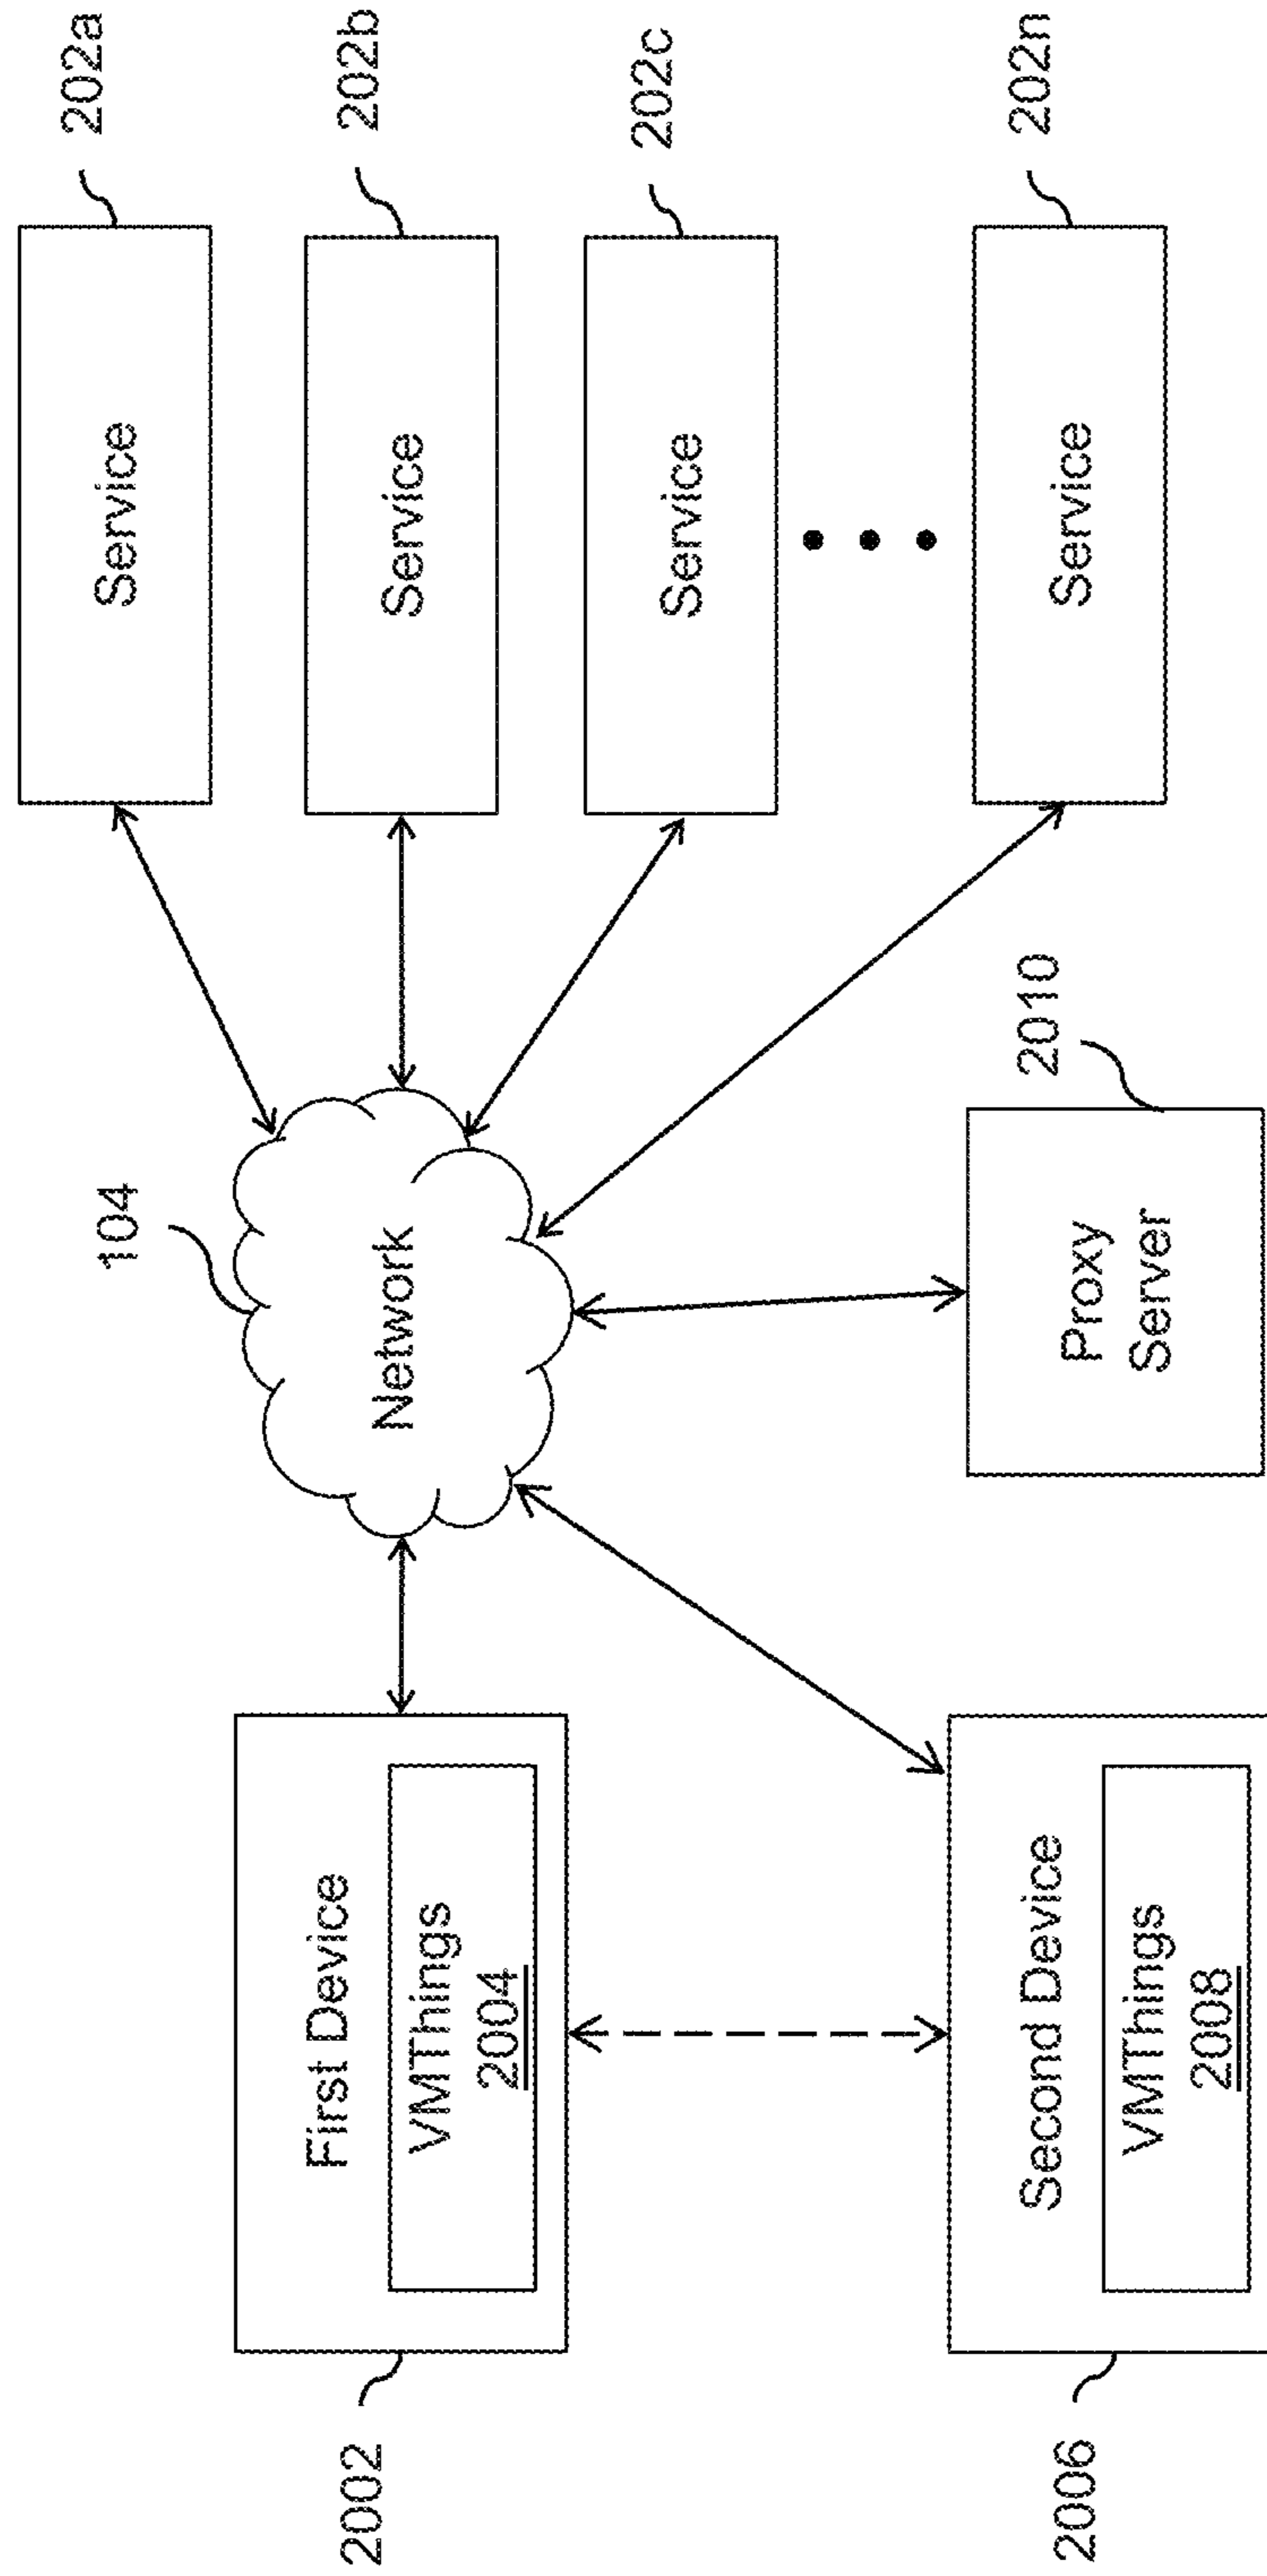 202a
Service
202b
Service
104
Network
202c
Service
Service
202n
2002
First Device
VMThings
2004
2010
Proxy
Server
2006
Second Device
VMThings
2008